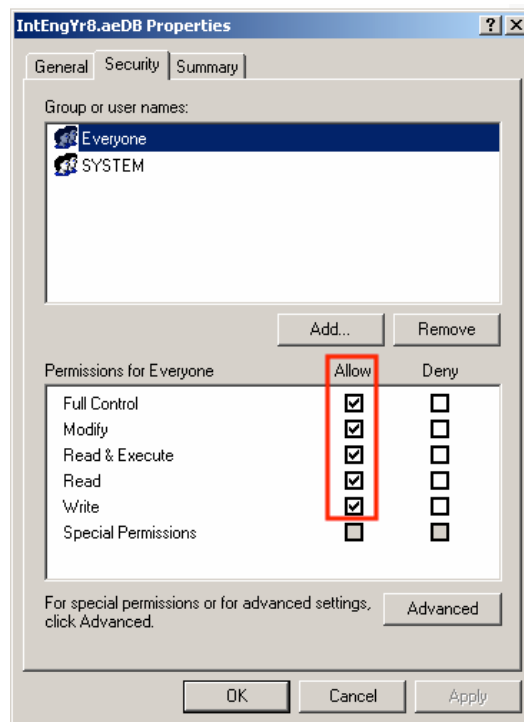 IntEngYr8.aeDB Properties
General Security Summary
Group or user names:
Everyone
SYSTEM
Add... Remove
Permissions for Everyone Allow Deny
Full Control
Modify
Read & Execute
Read
Write
Special Permissions
For special permissions or for advanced settings,
click Advanced.
Advanced
OK Cancel Apply